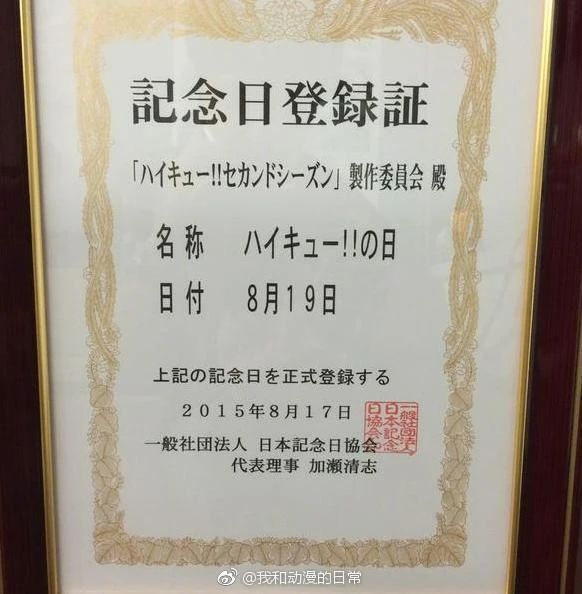 記念日登録証
「ハイキュー!!セカンドシーズン」製作委員会 殿
名称 ハイキュー!!の日
日付 8月19日
上記の記念日を正式登録する
2015年8月17日
一般社団法人 日本記念日協会
代表理事 加瀬清志
一般社団法人
日本記念
日協会
@我和动漫的日常